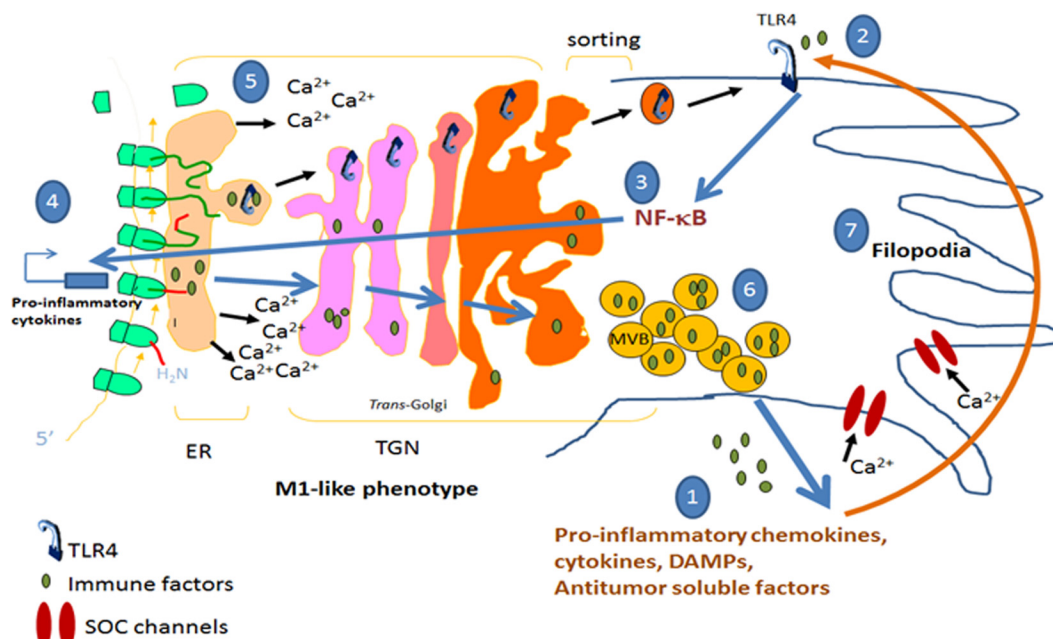 TLR4
2
sorting
5
Ca²⁺
Ca²⁺
Ca²⁺
3
NF-κB
4
7
Filopodia
Pro-inflammatory
cytokines
6
MVB
Ca²⁺
Ca²⁺
Ca²⁺
Ca²⁺Ca²⁺
H₂N
Trans-Golgi
Ca²⁺
Ca²⁺
5’
ER
TGN
M1-like phenotype
1
Pro-inflammatory chemokines,
cytokines, DAMPs,
Antitumor soluble factors
TLR4
Immune factors
SOC channels